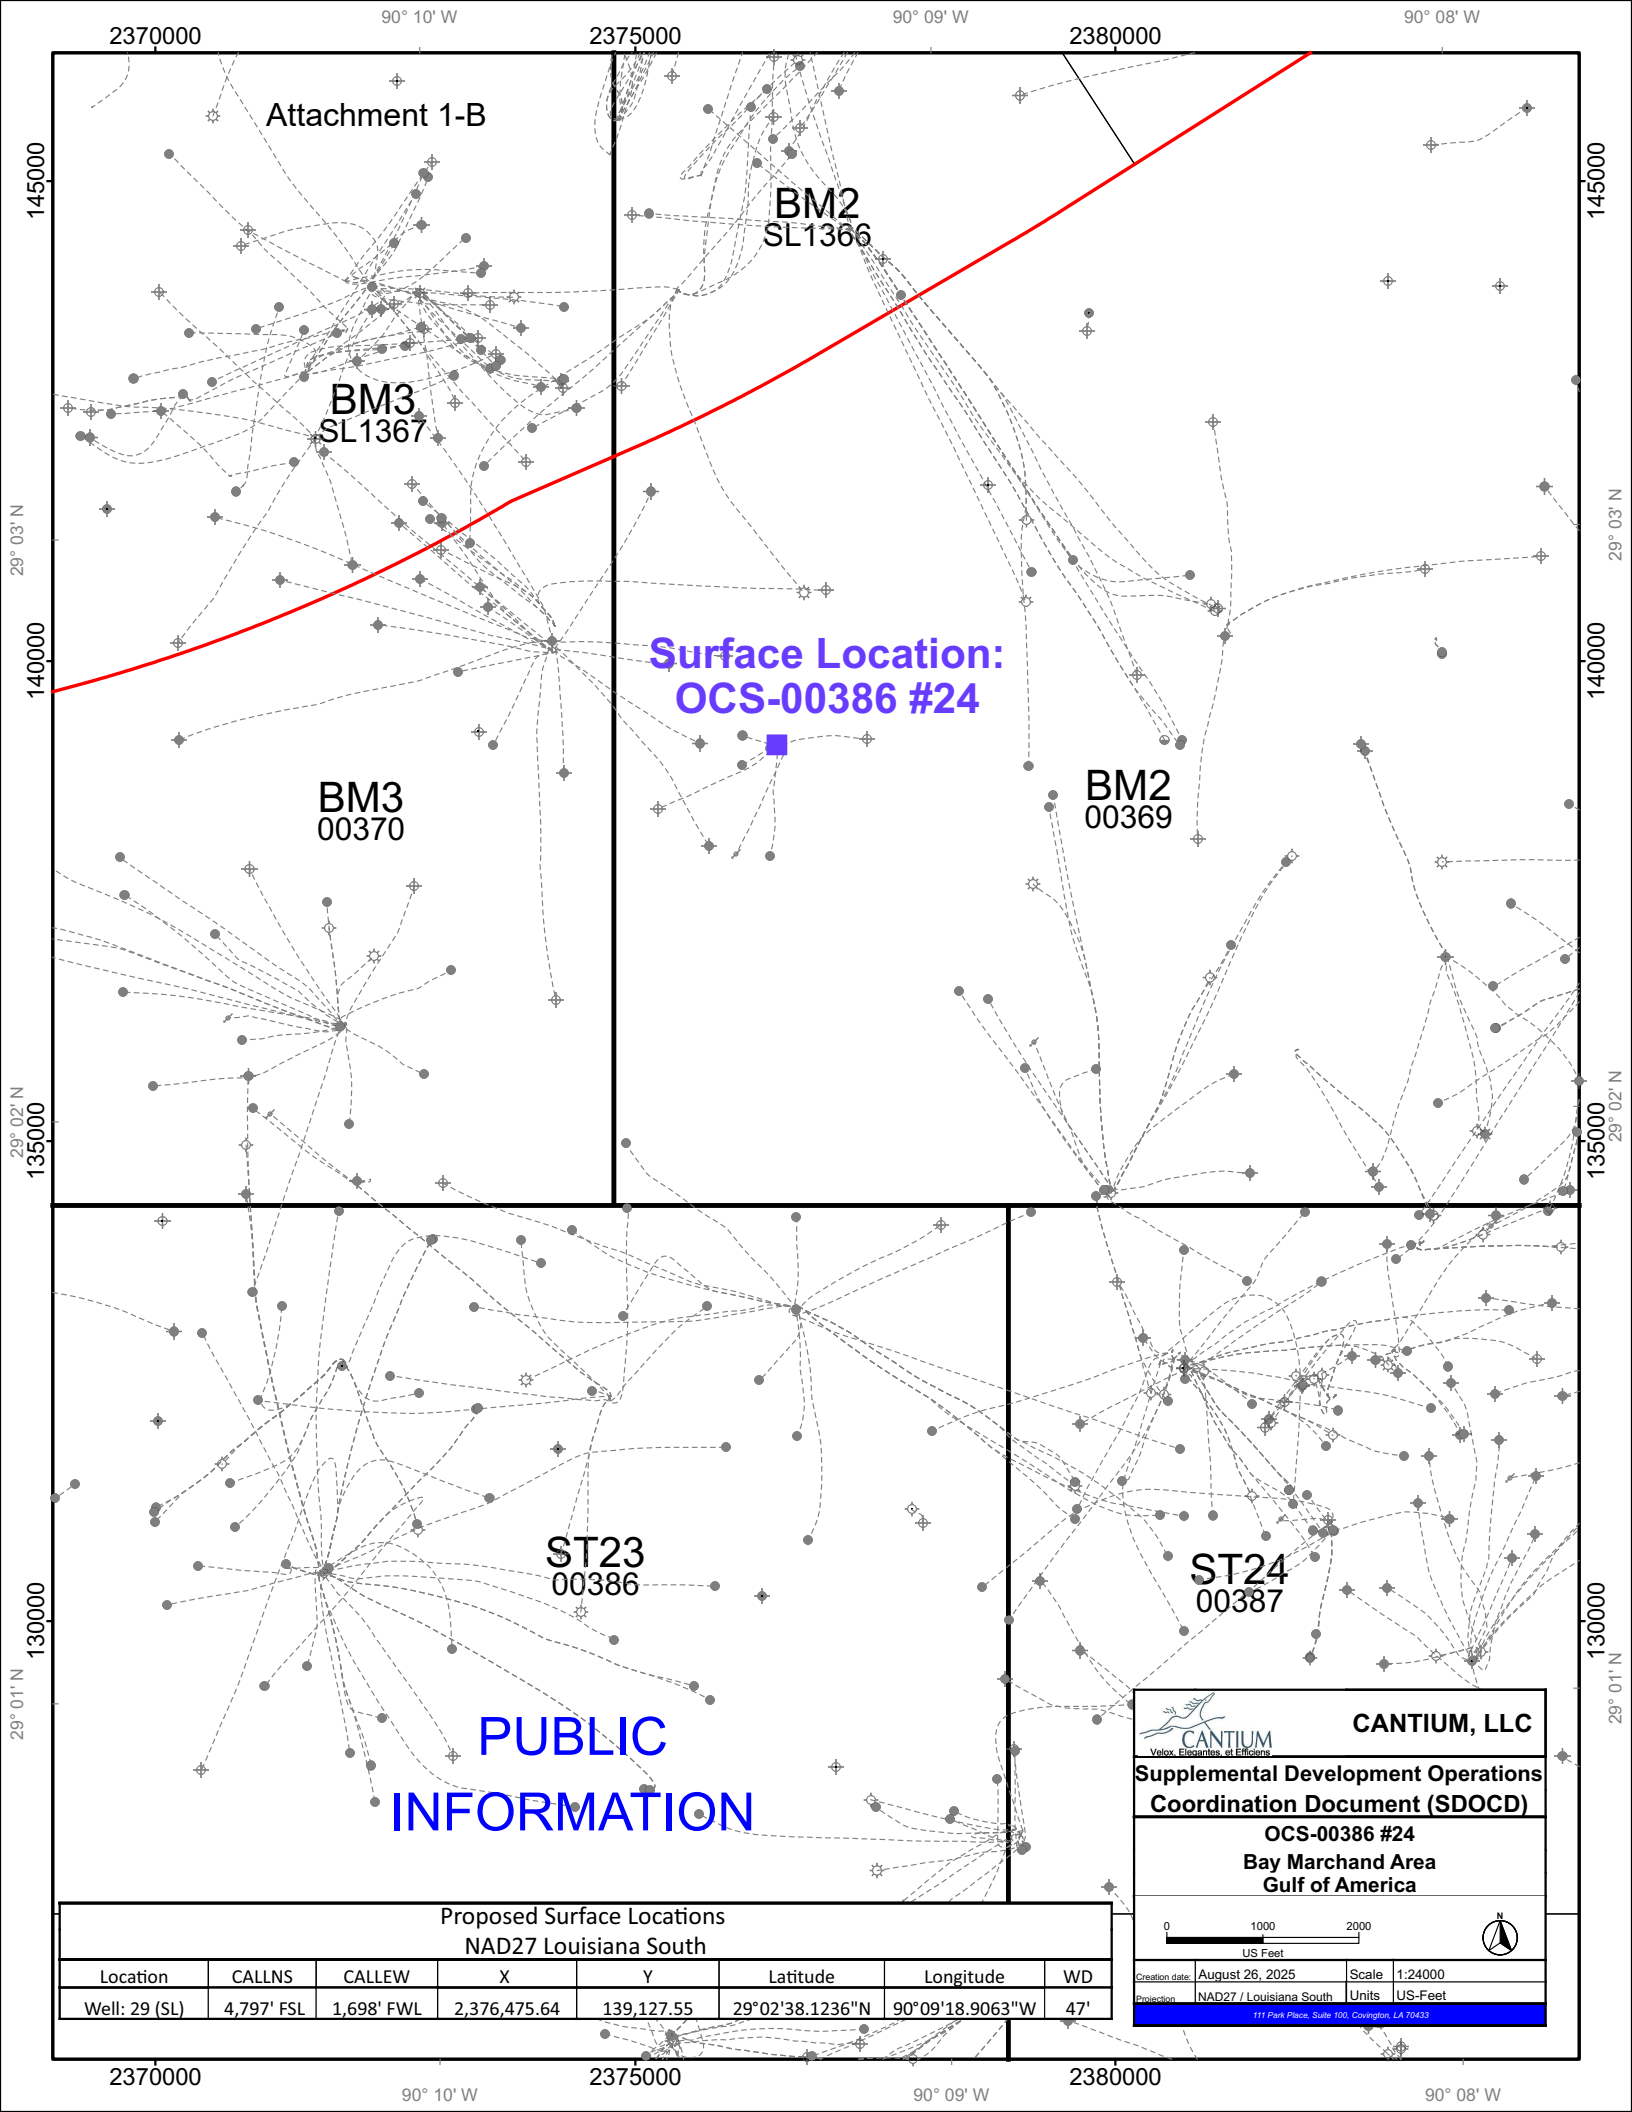 90° 10' W
90° 09' W
90° 08' W
2370000
2375000
2380000
Attachment 1-B
145000
145000
BM2
SL1366
BM3
SL1367
29° 03' N
29° 03' N
140000
140000
Surface Location:
OCS-00386 #24
BM3
00370
BM2
00369
29° 02' N
29° 02' N
135000
135000
ST23
00386
ST24
00387
130000
130000
29° 01' N
29° 01' N
PUBLIC
INFORMATION
CANTIUM
Velox, Elegantes, et Efficiens
CANTIUM, LLC
Supplemental Development Operations
Coordination Document (SDOCD)
OCS-00386 #24
Bay Marchand Area
Gulf of America
0 1000 2000
US Feet
N
Creation date: August 26, 2025 Scale 1:24000
Projection NAD27 / Louisiana South Units US-Feet
111 Park Place, Suite 100, Covington, LA 70433
Proposed Surface Locations
NAD27 Louisiana South
Location CALLNS CALLEW X Y Latitude Longitude WD
Well: 29 (SL) 4,797' FSL 1,698' FWL 2,376,475.64 139,127.55 29°02'38.1236"N 90°09'18.9063"W 47'
2370000
2375000
2380000
90° 10' W
90° 09' W
90° 08' W